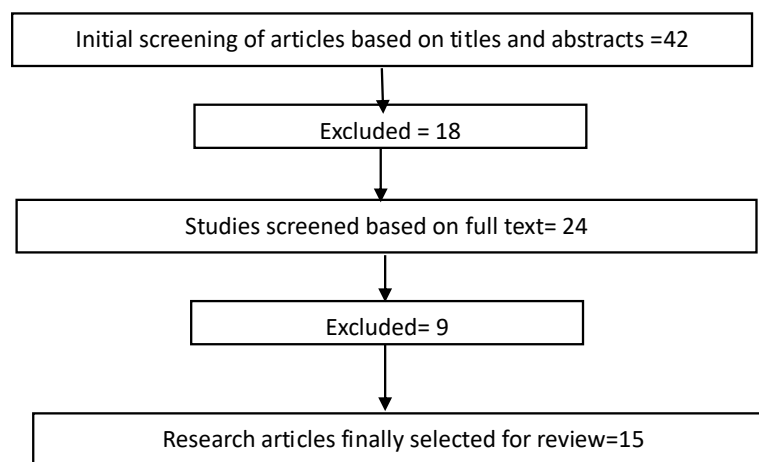 Initial screening of articles based on titles and abstracts =42
Excluded = 18
Studies screened based on full text= 24
Excluded= 9
Research articles finally selected for review=15